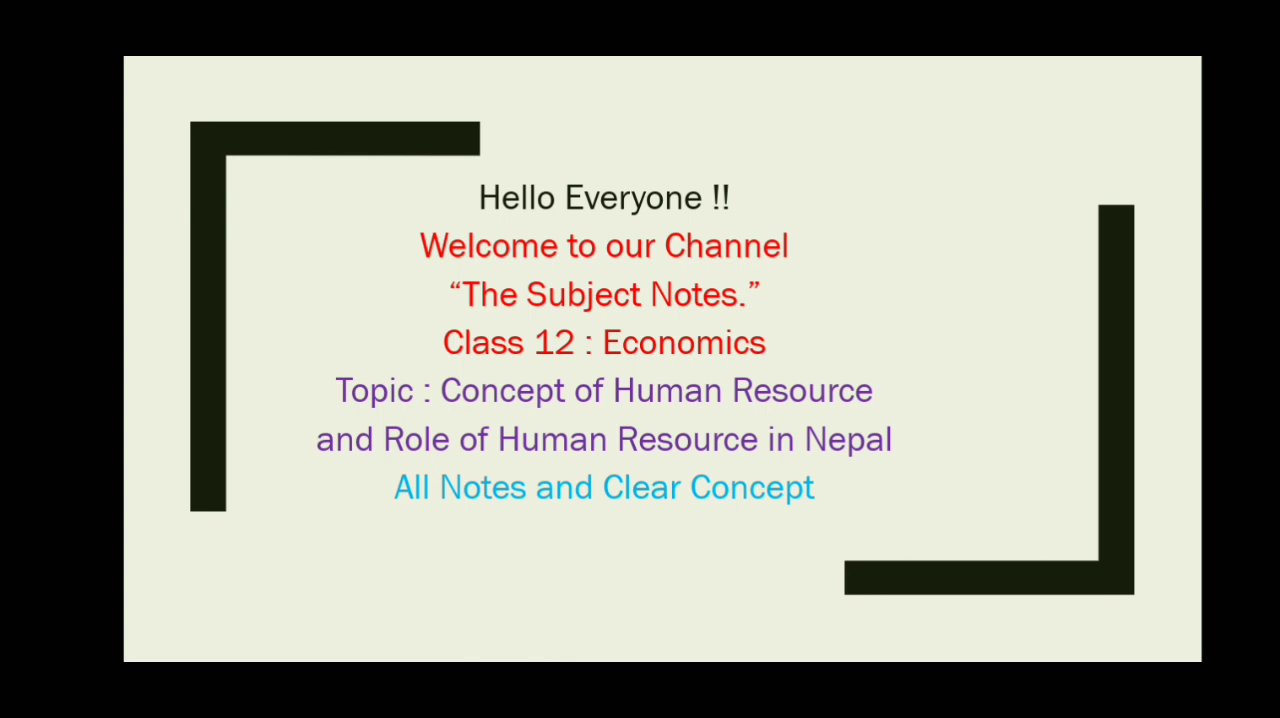 Hello Everyone !!
Welcome to our Channel
“The Subject Notes.”
Class 12 : Economics
Topic : Concept of Human Resource
and Role of Human Resource in Nepal
All Notes and Clear Concept